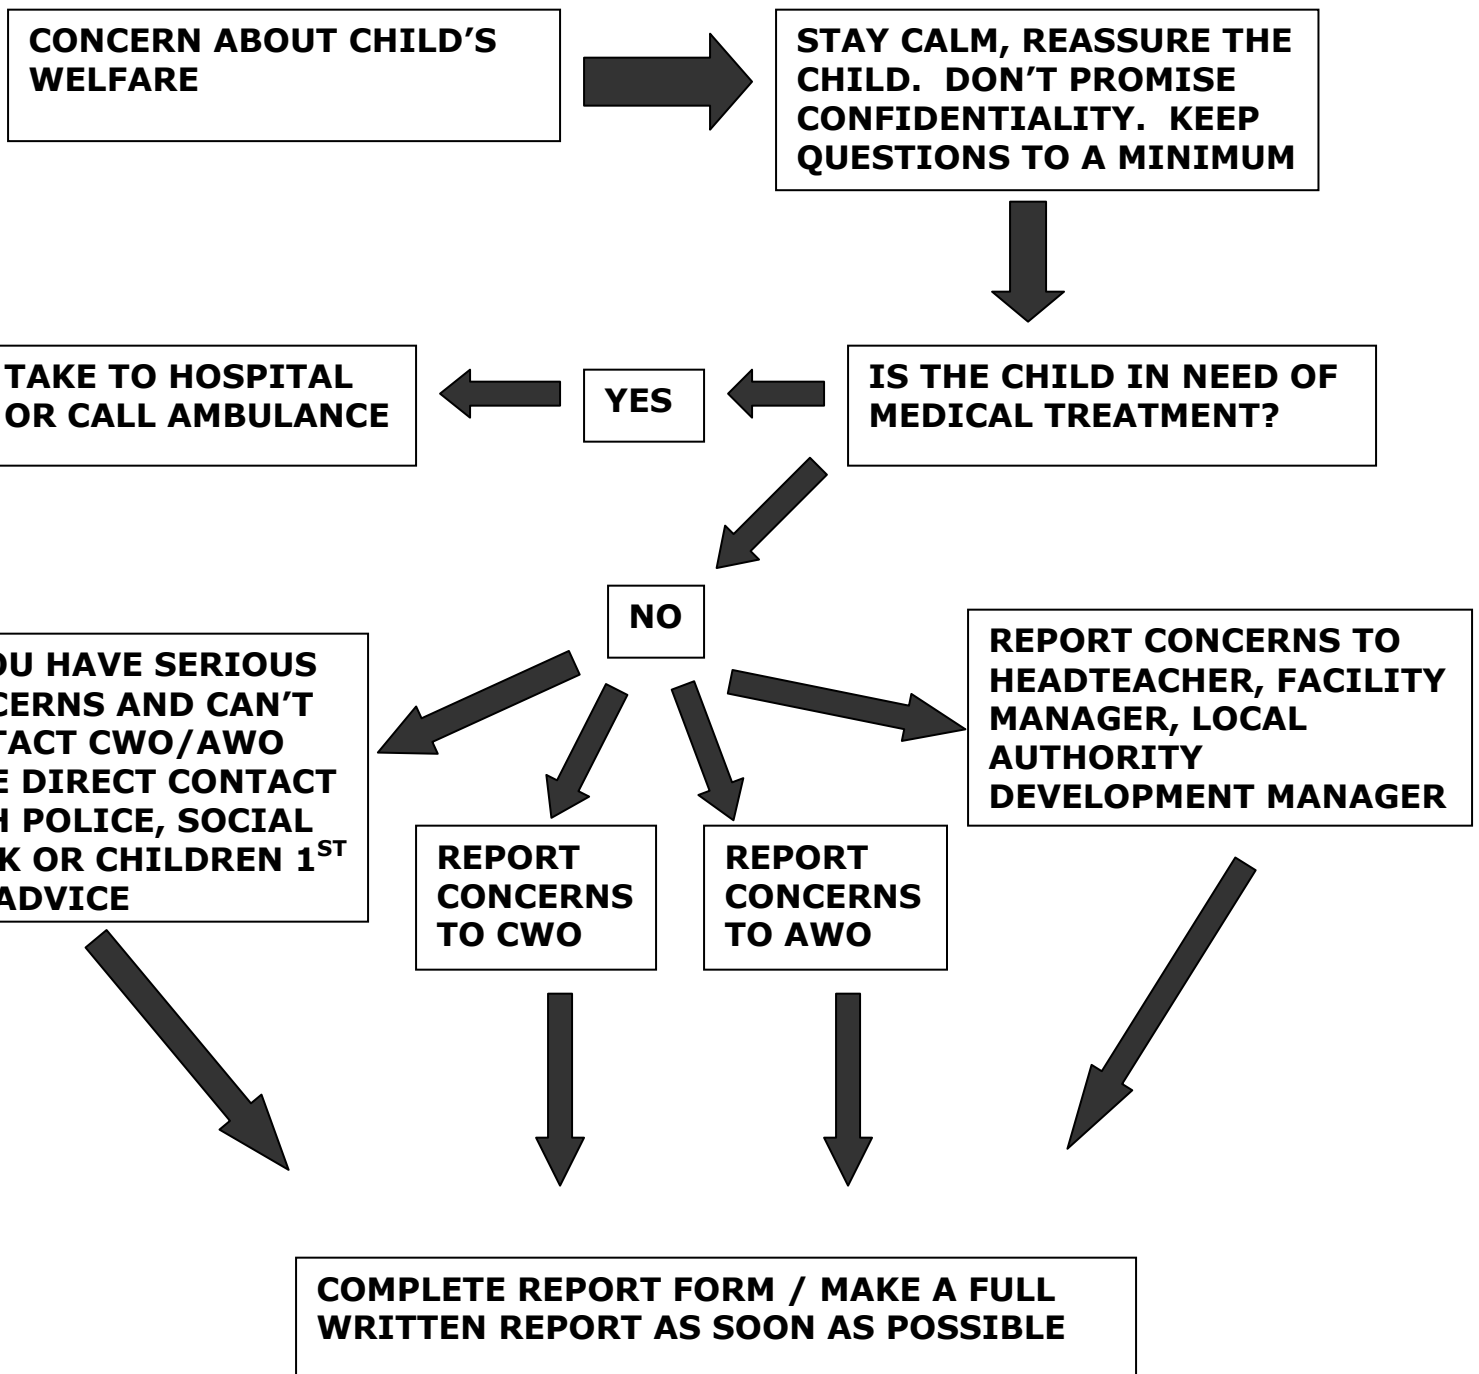 CONCERN ABOUT CHILD'S
WELFARE
STAY CALM, REASSURE THE
CHILD.  DON'T PROMISE
CONFIDENTIALITY.  KEEP
QUESTIONS TO A MINIMUM
IS THE CHILD IN NEED OF
MEDICAL TREATMENT?
YES
TAKE TO HOSPITAL
OR CALL AMBULANCE
NO
HAVE SERIOUS
AND CAN'T
CWO/AWO
DIRECT CONTACT
POLICE, SOCIAL
OR CHILDREN 1ST
ADVICE
REPORT
CONCERNS
TO CWO
REPORT
CONCERNS
TO AWO
REPORT CONCERNS TO
HEADTEACHER, FACILITY
MANAGER, LOCAL
AUTHORITY
DEVELOPMENT MANAGER
COMPLETE REPORT FORM / MAKE A FULL
WRITTEN REPORT AS SOON AS POSSIBLE